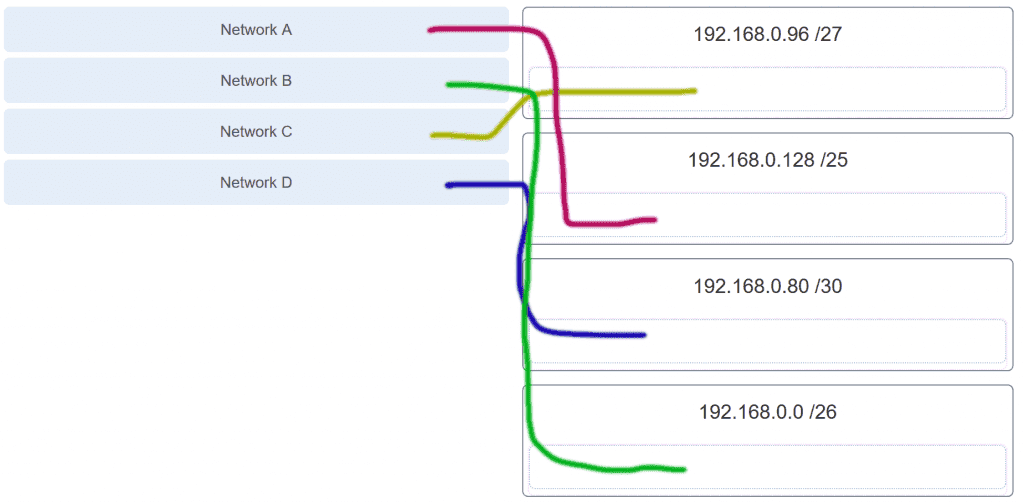 Network A
Network B
Network C
Network D
192.168.0.96 /27
192.168.0.128 /25
192.168.0.80 /30
192.168.0.0 /26